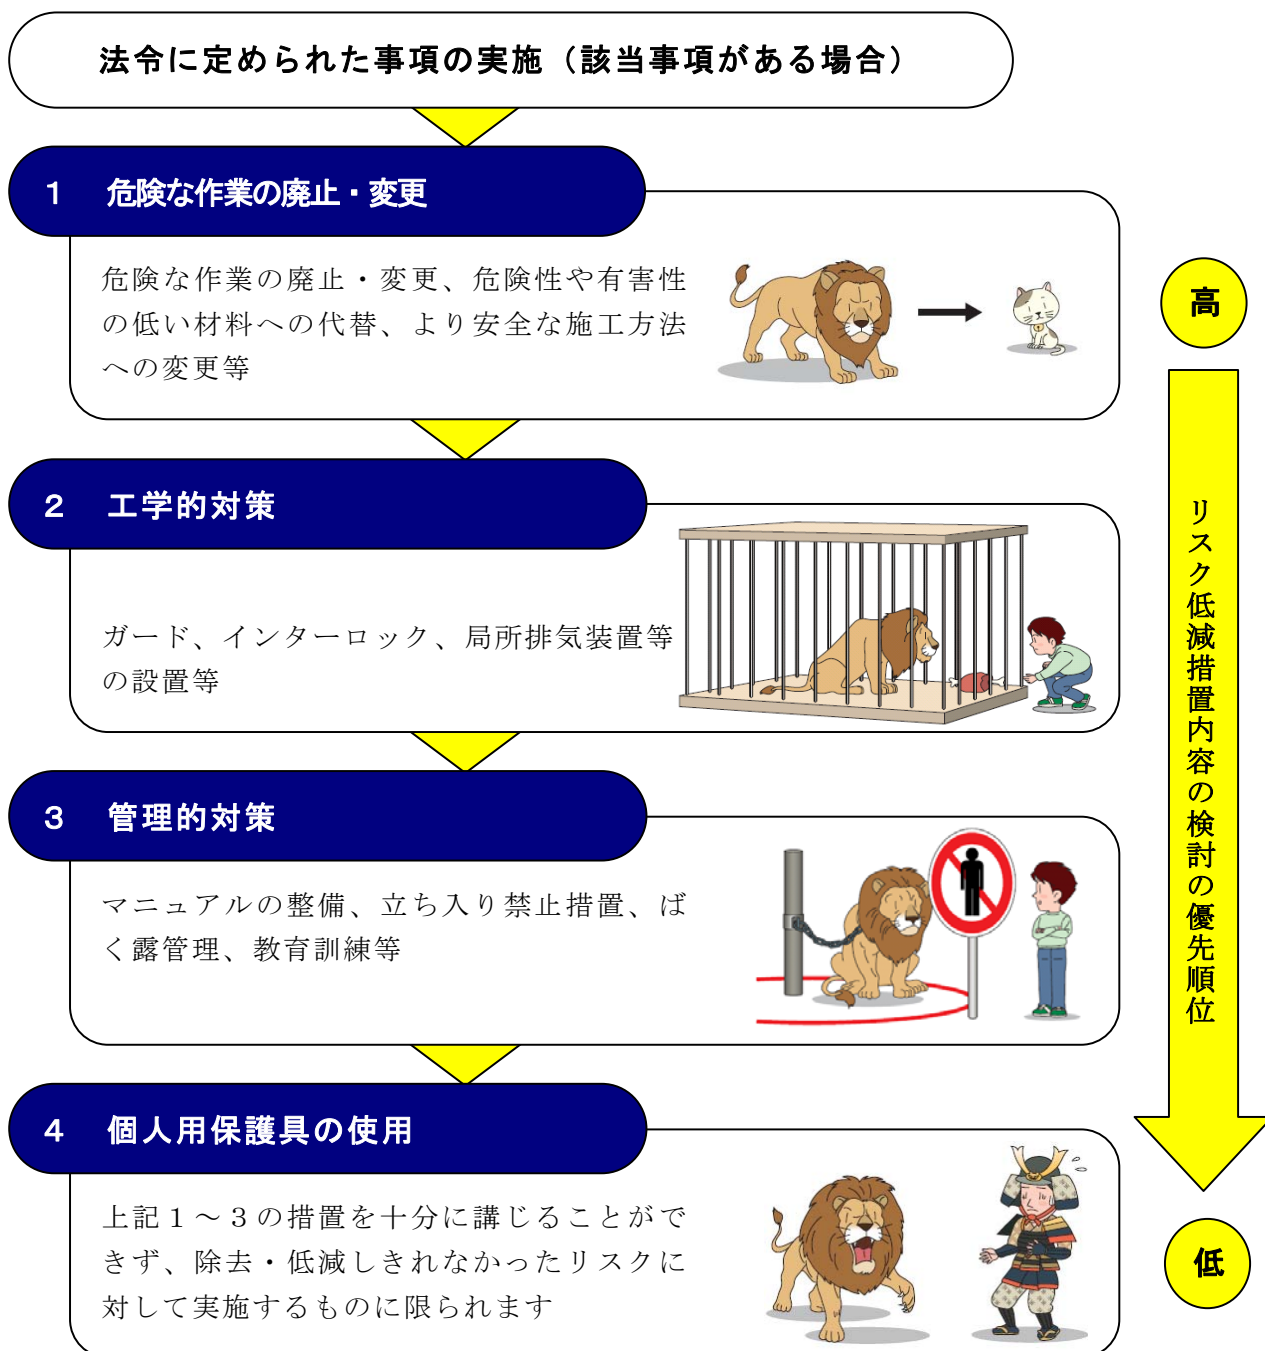 法令に定められた事項の実施（該当事項がある場合）
１　危険な作業の廃止・変更
危険な作業の廃止・変更、危険性や有害性
の低い材料への代替、より安全な施工方法
への変更等
２　工学的対策
ガード、インターロック、局所排気装置等
の設置等
３　管理的対策
マニュアルの整備、立ち入り禁止措置、ば
く露管理、教育訓練等
４　個人用保護具の使用
上記１～３の措置を十分に講じることがで
きず、除去・低減しきれなかったリスクに
対して実施するものに限られます
高
リスク低減措置内容の検討の優先順位
低